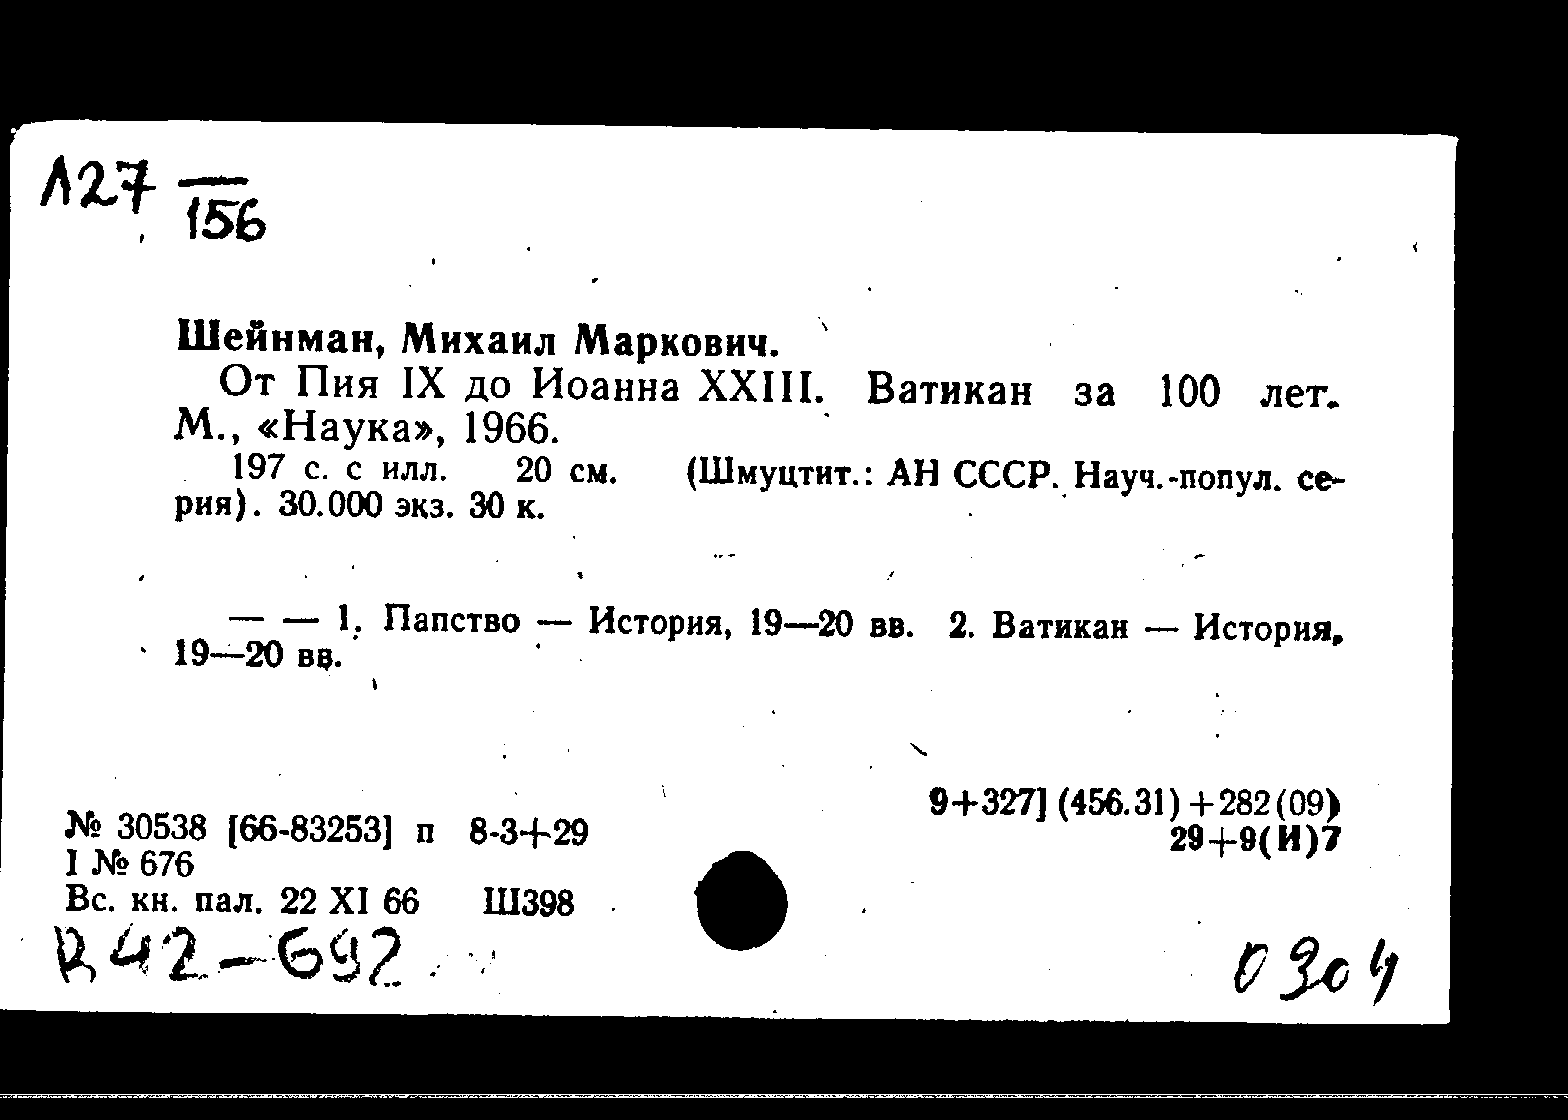 Л27 156
Шейнман, Михаил Маркович.
От Пия IX до Иоанна XXIII. Ватикан за 100 лет.
М., «Наука», 1966.
197 с. с илл. 20 см. (Шмуцтит.: АН СССР. Науч.-попул. се-
рия). 30.000 экз. 30 к.
— — 1. Папство — История, 19—20 вв. 2. Ватикан — История,
19—20 вв.
9+327] (456.31)+282(09)
29+9(И)7
№ 30538 [66-83253] п 8-3+29
I № 676
Вс. кн. пал. 22 XI 66 Ш398
R42-692